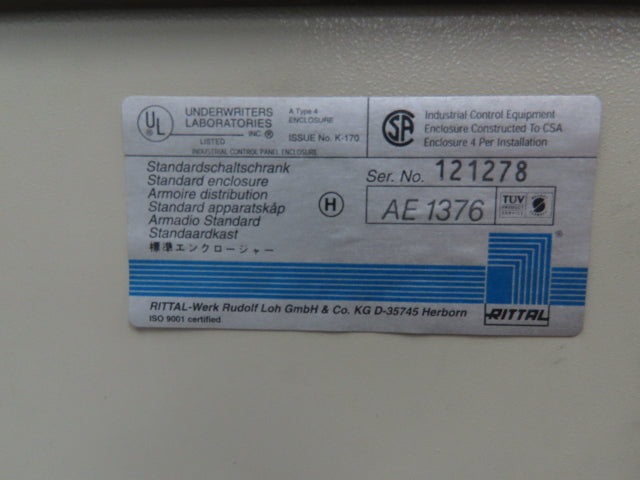 UL ®
UNDERWRITERS
LABORATORIES
INC.®
LISTED
A Type 4
ENCLOSURE
ISSUE No. K-170
INDUSTRIAL CONTROL PANEL ENCLOSURE
SA
Industrial Control Equipment
Enclosure Constructed To CSA
Enclosure 4 Per Installation
Standardschaltschrank
Standard enclosure
Armoire distribution
Standard apparatskåp
Armadio Standard
Standaardkast
標準エンクロージャー
H
Ser. No. 121278
AE 1376
TÜV
PRODUCT
SERVICE
®
RITTAL
RITTAL-Werk Rudolf Loh GmbH & Co. KG D-35745 Herborn
ISO 9001 certified